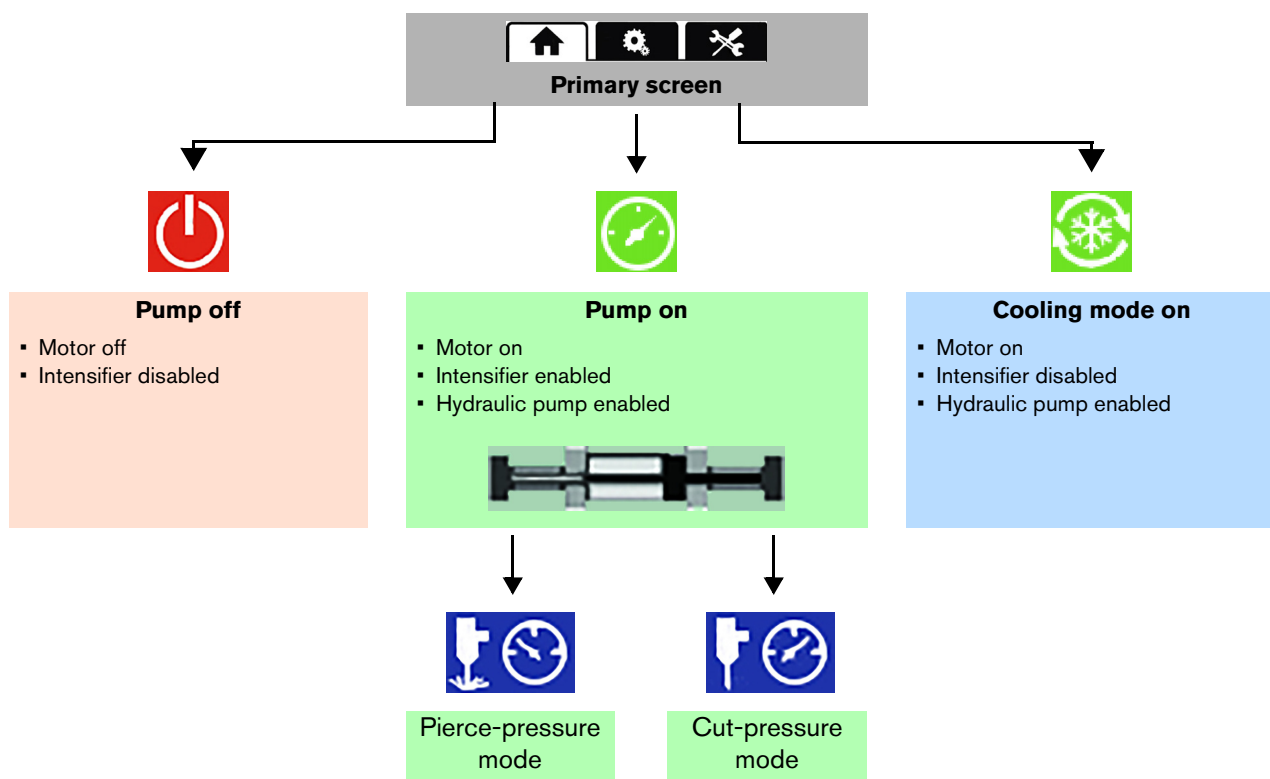 Primary screen
Pump off
▪ Motor off
▪ Intensifier disabled
Pump on
▪ Motor on
▪ Intensifier enabled
▪ Hydraulic pump enabled
Cooling mode on
▪ Motor on
▪ Intensifier disabled
▪ Hydraulic pump enabled
Pierce-pressure
mode
Cut-pressure
mode